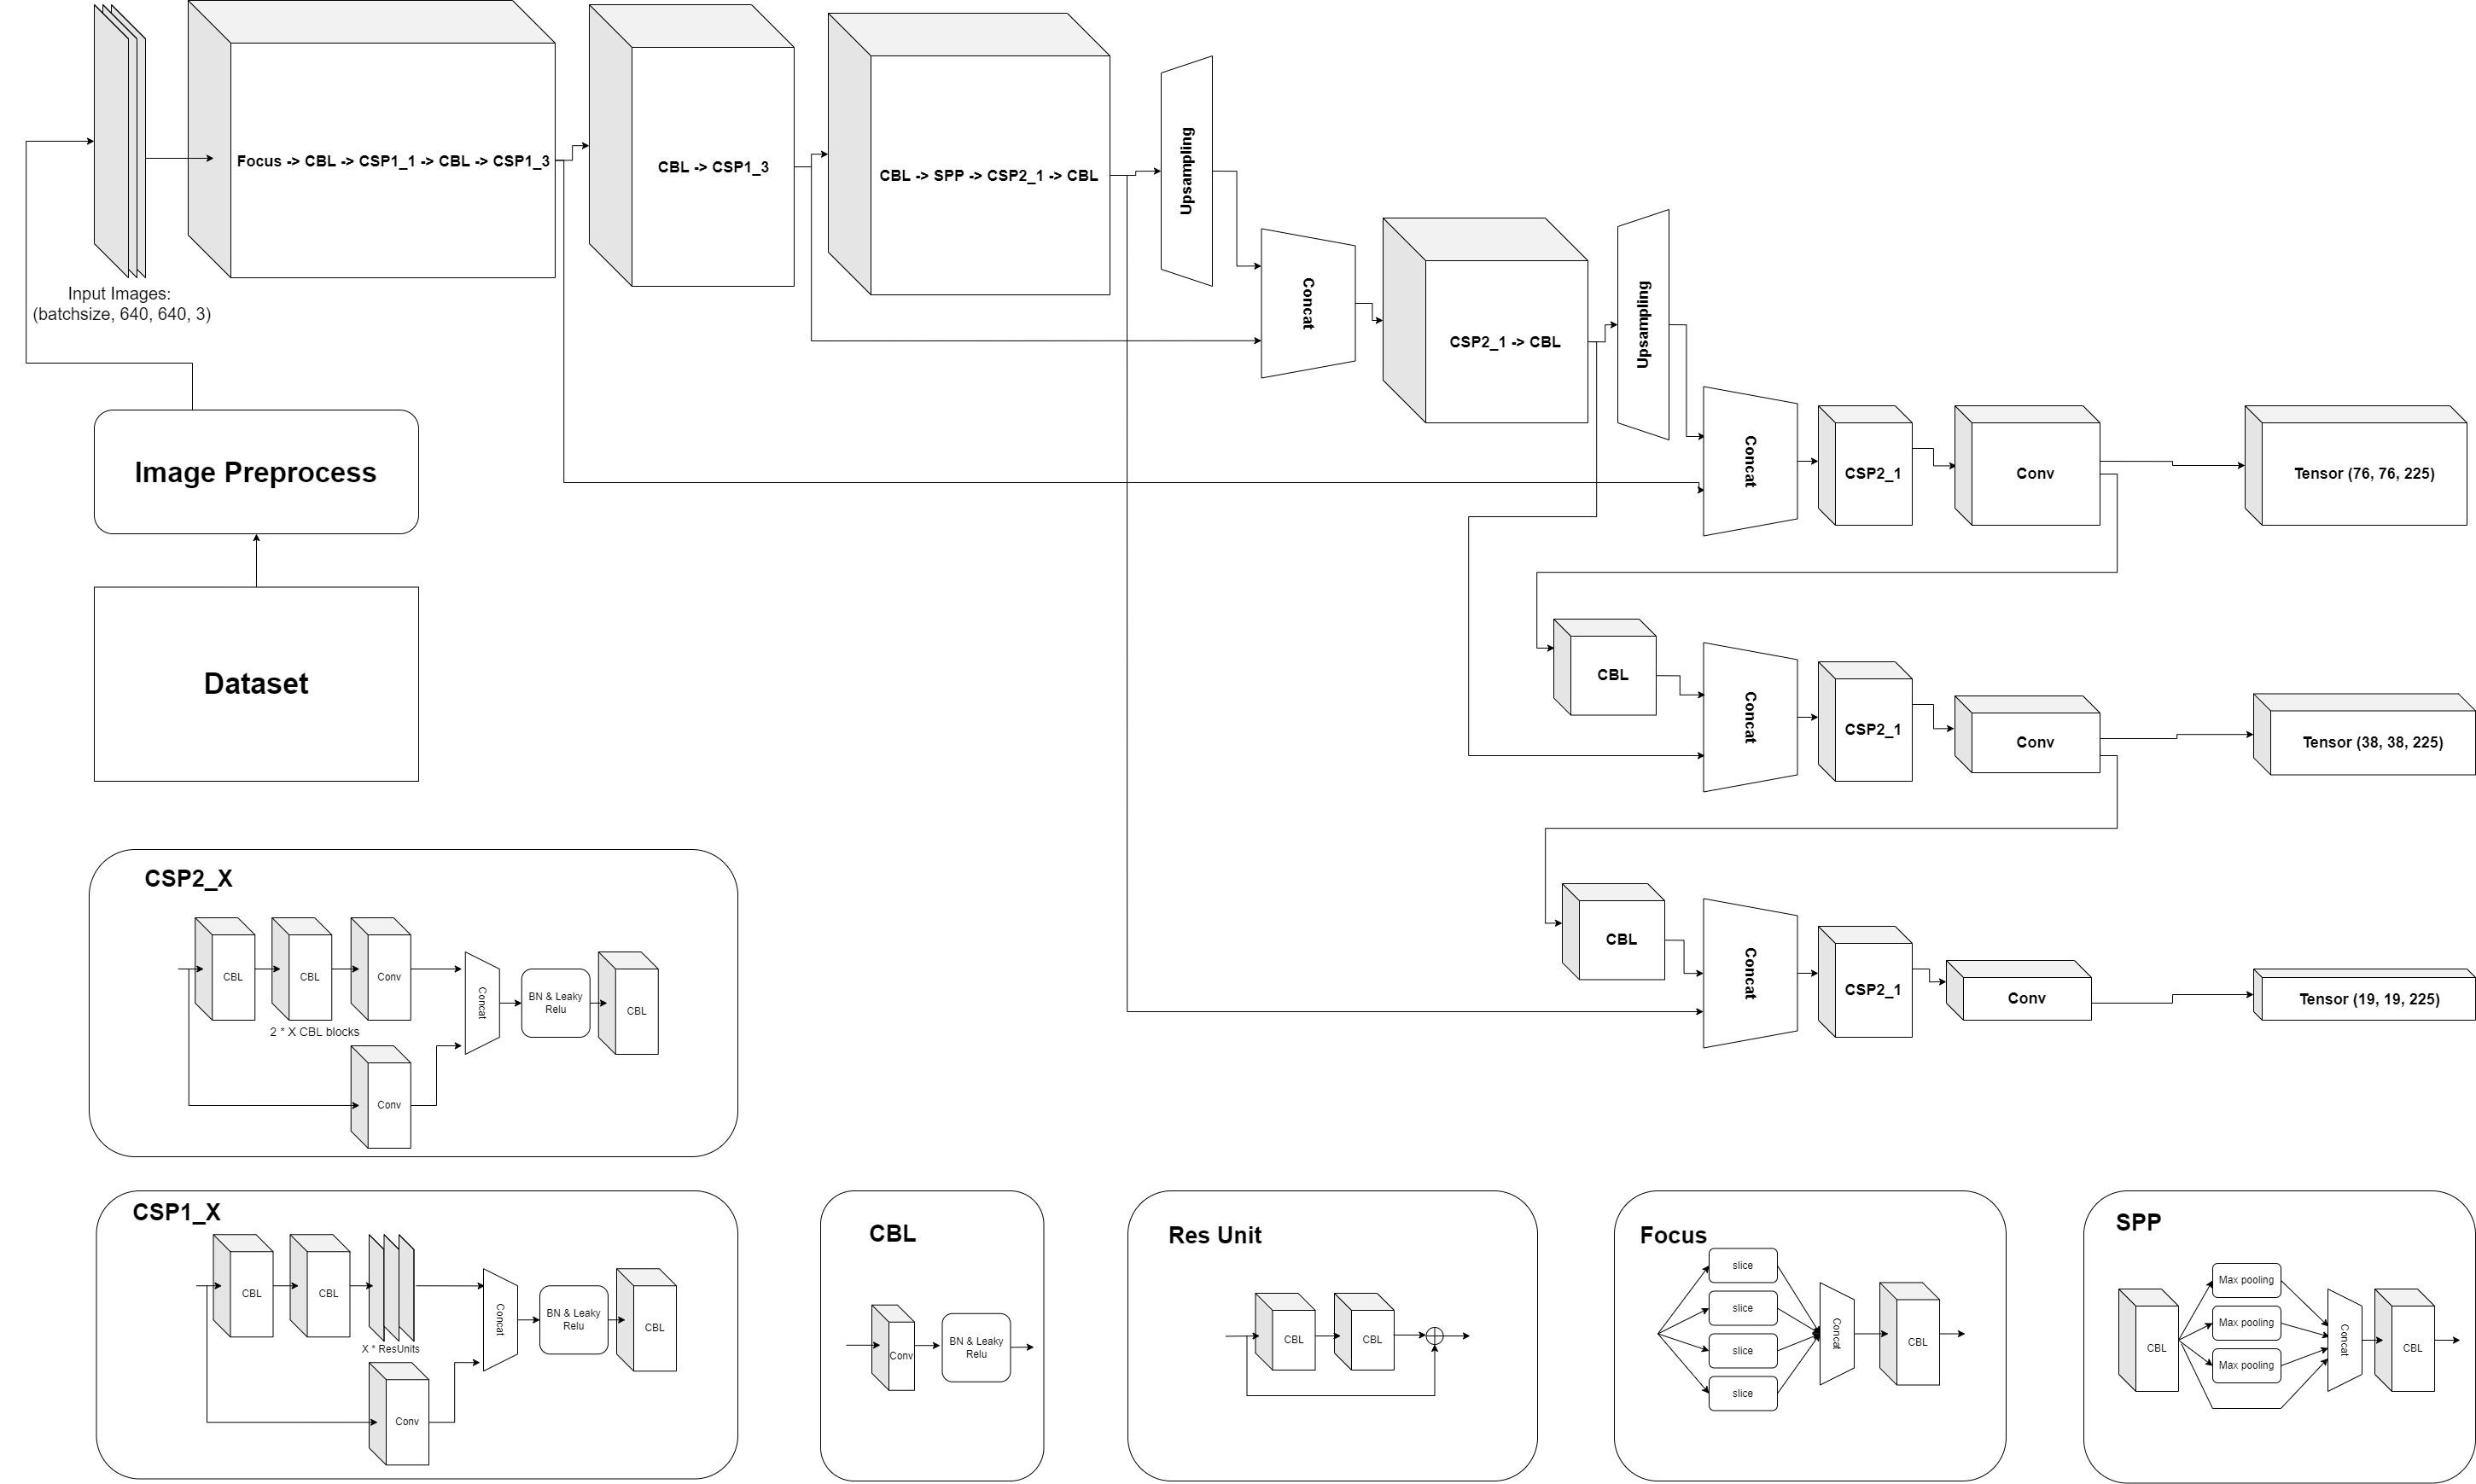 Focus -> CBL -> CSP1_1 -> CBL -> CSP1_3
CBL -> CSP1_3
CBL -> SPP -> CSP2_1 -> CBL
Upsampling
Input Images:
(batchsize, 640, 640, 3)
Concat
CSP2_1 -> CBL
Upsampling
Concat
CSP2_1
Conv
Tensor (76, 76, 225)
Image Preprocess
Dataset
CBL
Concat
CSP2_1
Conv
Tensor (38, 38, 225)
CBL
Concat
CSP2_1
Conv
Tensor (19, 19, 225)
CSP2_X
CBL
CBL
Conv
2 * X CBL blocks
Conv
Concat
BN & Leaky
Relu
CBL
CSP1_X
CBL
CBL
X * ResUnits
Conv
Concat
BN & Leaky
Relu
CBL
CBL
Conv
BN & Leaky
Relu
Res Unit
CBL
CBL
Focus
slice
slice
slice
slice
Concat
CBL
SPP
CBL
Max pooling
Max pooling
Max pooling
Concat
CBL